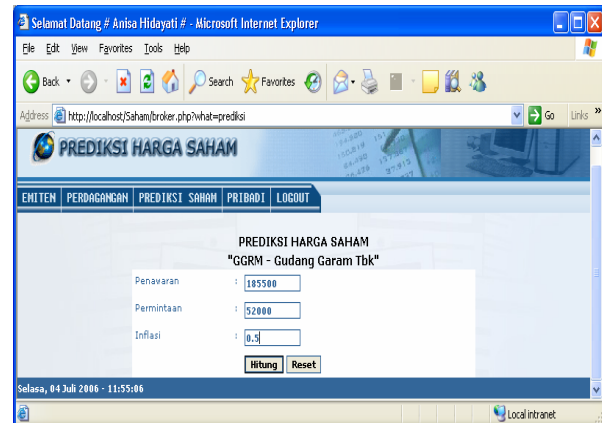 Selamat Datang # Anisa Hidayati # - Microsoft Internet Explorer
File Edit View Favorites Tools Help
Back Search Favorites
Address http://localhost/Saham/broker.php?what=prediksi Go Links »
PREDIKSI HARGA SAHAM
EMITEN PERDAGANGAN PREDIKSI SAHAM PRIBADI LOGOUT
PREDIKSI HARGA SAHAM
"GGRM - Gudang Garam Tbk"
Penawaran : 185500
Permintaan : 52000
Inflasi : 0.5
Hitung Reset
Selasa, 04 Juli 2006 - 11:55:06
Local intranet